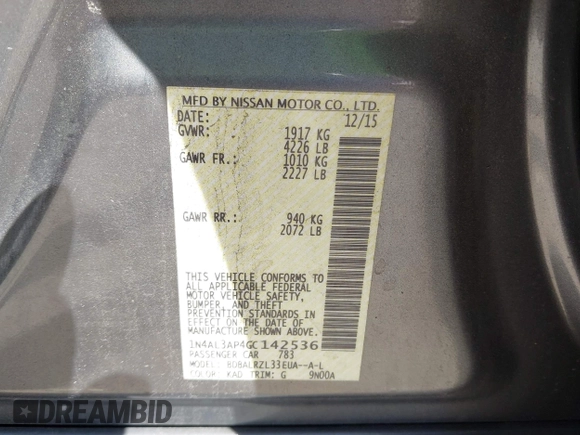 MFD BY NISSAN MOTOR CO., LTD.
DATE: 12/15
GVWR: 1917 KG
4226 LB
GAWR FR.: 1010 KG
2227 LB
GAWR RR.: 940 KG
2072 LB
THIS VEHICLE CONFORMS TO
ALL APPLICABLE FEDERAL
MOTOR VEHICLE SAFETY,
BUMPER, AND THEFT
PREVENTION STANDARDS
IN EFFECT ON THE DATE OF
MANUFACTURE SHOWN ABOVE.
1N4AL3AP4GC142536
PASSENGER CAR 783
MODEL: BDBALRZL33EUA--A-L
COLOR: KAD TRIM: G 9N00A
DREAMBID